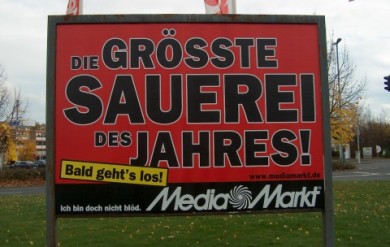 DIE GRÖSSTE
SAUEREI
DES JAHRES!
www.mediamarkt.de
Bald geht's los!
Ich bin doch nicht blöd.
Media Markt